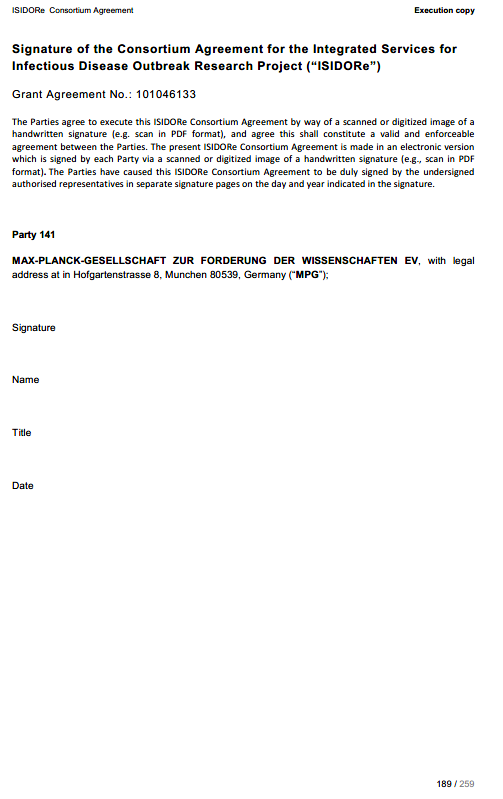 ISIDORe Consortium Agreement
Execution copy
Signature of the Consortium Agreement for the Integrated Services for
Infectious Disease Outbreak Research Project (“ISIDORe”)
Grant Agreement No.: 101046133
The Parties agree to execute this ISIDORe Consortium Agreement by way of a scanned or digitized image of a
handwritten signature (e.g. scan in PDF format), and agree this shall constitute a valid and enforceable
agreement between the Parties. The present ISIDORe Consortium Agreement is made in an electronic version
which is signed by each Party via a scanned or digitized image of a handwritten signature (e.g., scan in PDF
format). The Parties have caused this ISIDORe Consortium Agreement to be duly signed by the undersigned
authorised representatives in separate signature pages on the day and year indicated in the signature.
Party 141
MAX-PLANCK-GESELLSCHAFT ZUR FORDERUNG DER WISSENSCHAFTEN EV, with legal
address at in Hofgartenstrasse 8, Munchen 80539, Germany (“MPG”);
Signature
Name
Title
Date
189 / 259